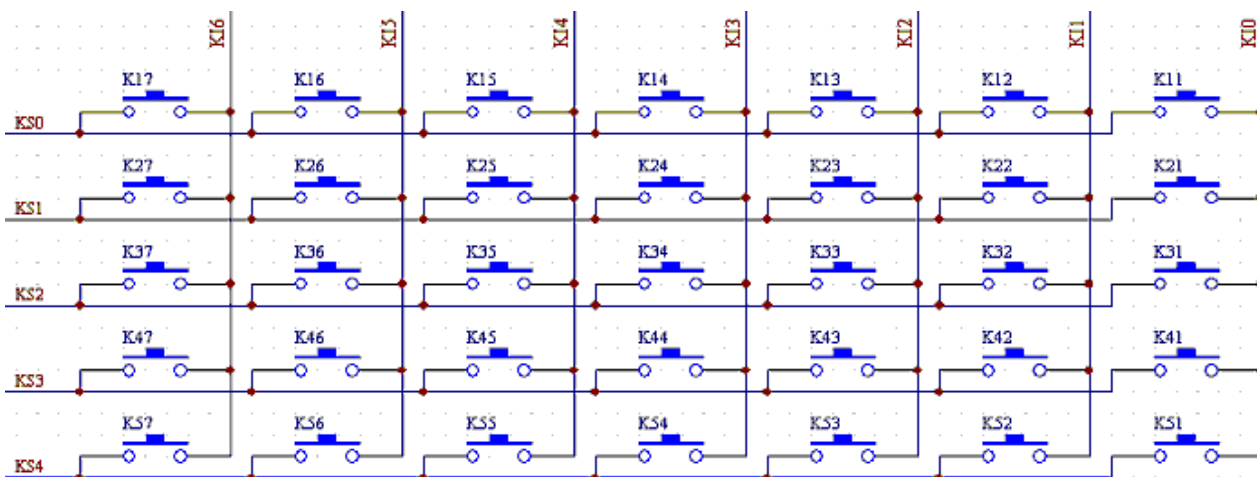 KI6 KI5 KI4 KI3 KI2 KI1 KI0
K17 K16 K15 K14 K13 K12 K11
KS0
K27 K26 K25 K24 K23 K22 K21
KS1
K37 K36 K35 K34 K33 K32 K31
KS2
K47 K46 K45 K44 K43 K42 K41
KS3
K57 K56 K55 K54 K53 K52 K51
KS4